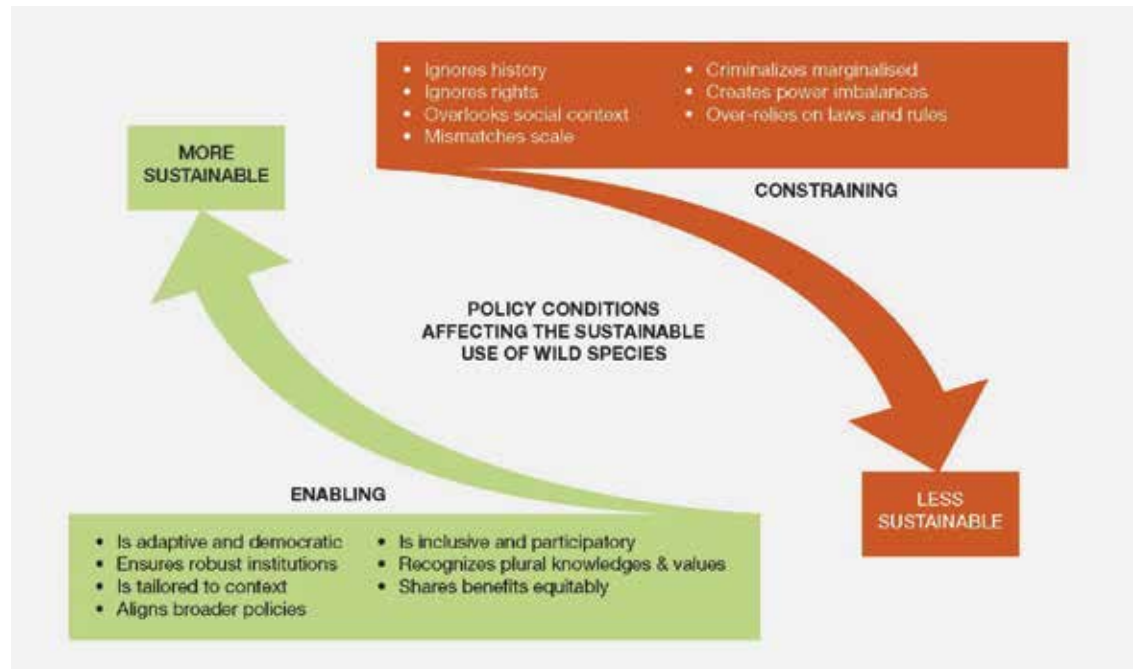 • Ignores history
• Ignores rights
• Overlooks social context
• Mismatches scale
• Criminalizes marginalised
• Creates power imbalances
• Over-relies on laws and rules
MORE
SUSTAINABLE
CONSTRAINING
POLICY CONDITIONS
AFFECTING THE SUSTAINABLE
USE OF WILD SPECIES
ENABLING
LESS
SUSTAINABLE
• Is adaptive and democratic
• Ensures robust institutions
• Is tailored to context
• Aligns broader policies
• Is inclusive and participatory
• Recognizes plural knowledges & values
• Shares benefits equitably